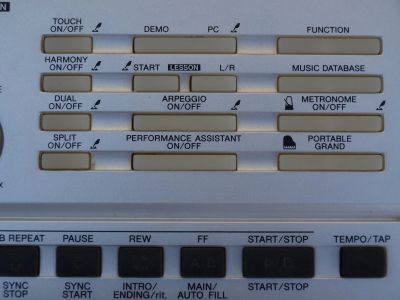 N
TOUCH
ON/OFF
DEMO
PC
FUNCTION
HARMONY
ON/OFF
START
LESSON
L/R
MUSIC DATABASE
DUAL
ON/OFF
ARPEGGIO
ON/OFF
METRONOME
ON/OFF
SPLIT
ON/OFF
PERFORMANCE ASSISTANT
ON/OFF
PORTABLE
GRAND
B REPEAT
PAUSE
REW
FF
START/STOP
TEMPO/TAP
SYNC
STOP
SYNC
START
INTRO/
ENDING/rit.
MAIN/
AUTO FILL
START/STOP